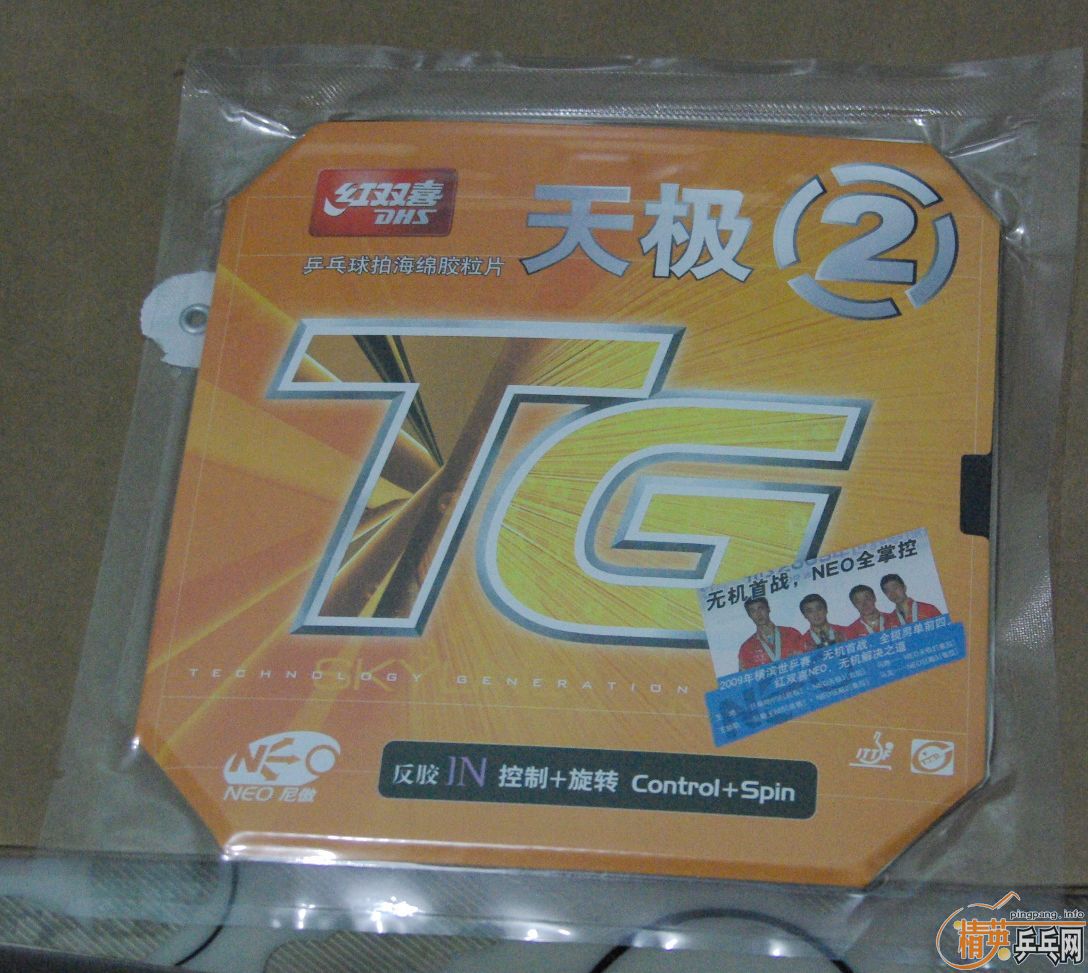 红双喜
DHS
天极 2
乒乓球拍海绵胶粒片
TG
无机首战，NEO全掌控
2009年横滨世乒赛，无机首战，全揽男单前四，
红双喜NEO，无机解决之道
TECHNOLOGY GENERATION
SKY
NEO
NEO 尼傲
反胶 IN 控制+旋转 Control+Spin
ITTF
pingpang.info
精英乒乓网